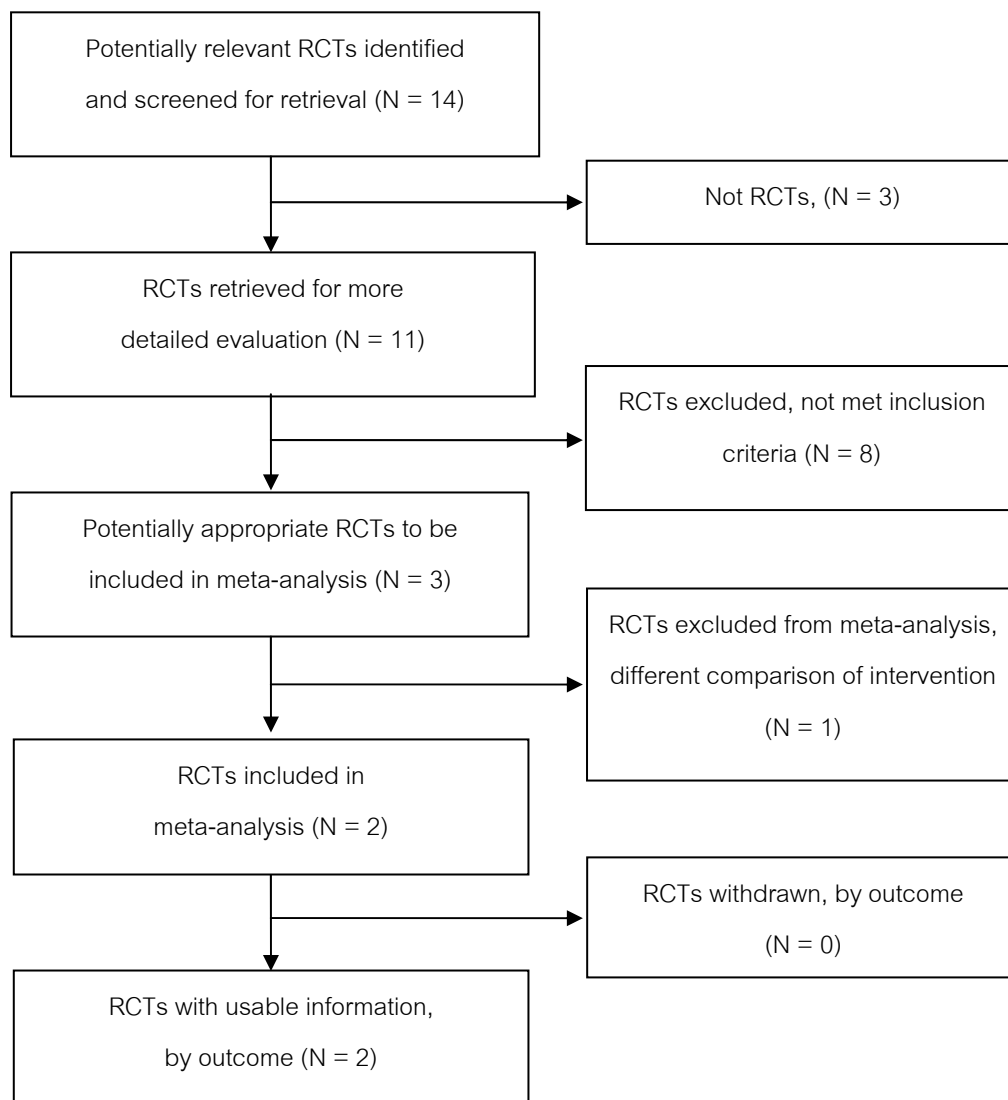 Potentially relevant RCTs identified
and screened for retrieval (N = 14)
Not RCTs, (N = 3)
RCTs retrieved for more
detailed evaluation (N = 11)
RCTs excluded, not met inclusion
criteria (N = 8)
Potentially appropriate RCTs to be
included in meta-analysis (N = 3)
RCTs excluded from meta-analysis,
different comparison of intervention
(N = 1)
RCTs included in
meta-analysis (N = 2)
RCTs withdrawn, by outcome
(N = 0)
RCTs with usable information,
by outcome (N = 2)